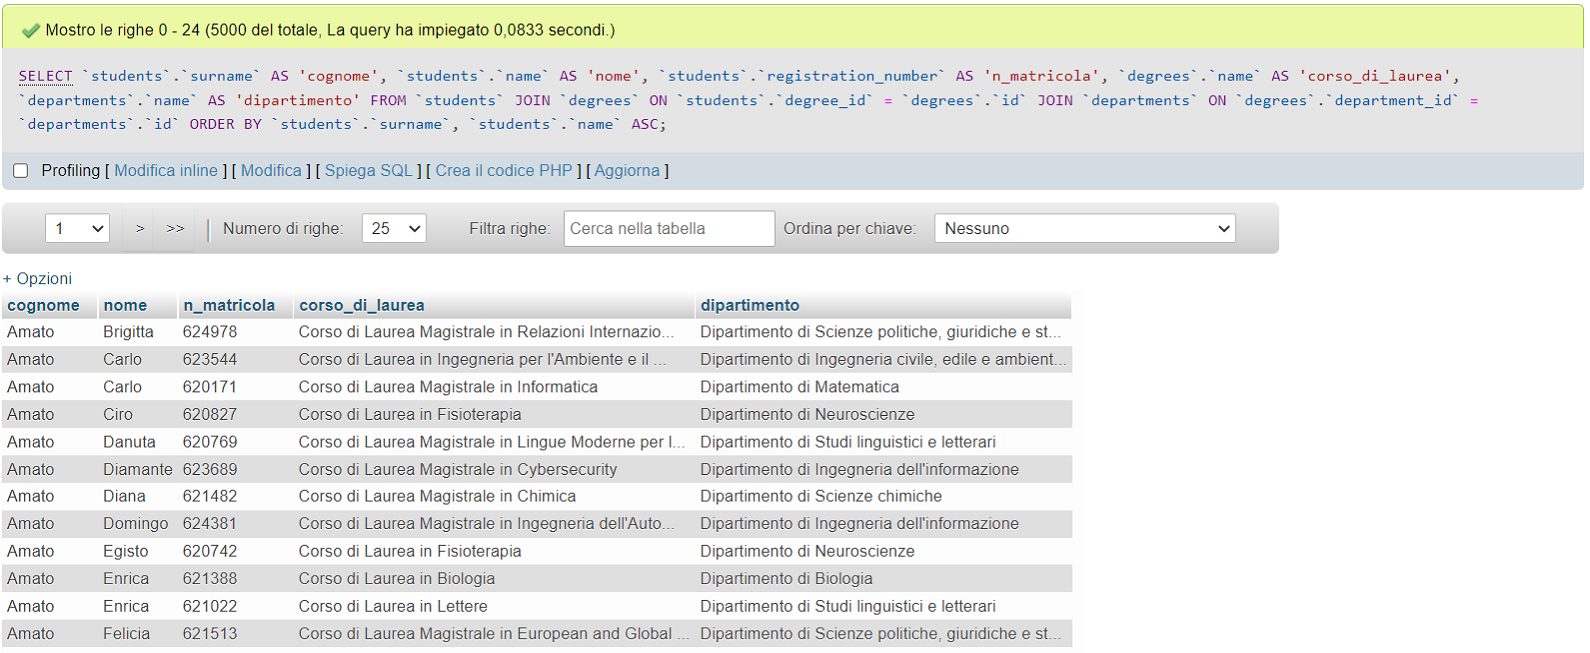 Mostro le righe 0 - 24 (5000 del totale, La query ha impiegato 0,0833 secondi.)
SELECT `students`.`surname` AS 'cognome', `students`.`name` AS 'nome', `students`.`registration_number` AS 'n_matricola', `degrees`.`name` AS 'corso_di_laurea',
`departments`.`name` AS 'dipartimento' FROM `students` JOIN `degrees` ON `students`.`degree_id` = `degrees`.`id` JOIN `departments` ON `degrees`.`department_id` =
`departments`.`id` ORDER BY `students`.`surname`, `students`.`name` ASC;
Profiling [ Modifica inline ] [ Modifica ] [ Spiega SQL ] [ Crea il codice PHP ] [ Aggiorna ]
1 > >> | Numero di righe: 25 Filtra righe: Cerca nella tabella Ordina per chiave: Nessuno
+ Opzioni
cognome nome n_matricola corso_di_laurea dipartimento
Amato Brigitta 624978 Corso di Laurea Magistrale in Relazioni Internazio... Dipartimento di Scienze politiche, giuridiche e st...
Amato Carlo 623544 Corso di Laurea in Ingegneria per l'Ambiente e il ... Dipartimento di Ingegneria civile, edile e ambient...
Amato Carlo 620171 Corso di Laurea Magistrale in Informatica Dipartimento di Matematica
Amato Ciro 620827 Corso di Laurea in Fisioterapia Dipartimento di Neuroscienze
Amato Danuta 620769 Corso di Laurea Magistrale in Lingue Moderne per l... Dipartimento di Studi linguistici e letterari
Amato Diamante 623689 Corso di Laurea Magistrale in Cybersecurity Dipartimento di Ingegneria dell'informazione
Amato Diana 621482 Corso di Laurea Magistrale in Chimica Dipartimento di Scienze chimiche
Amato Domingo 624381 Corso di Laurea Magistrale in Ingegneria dell'Auto... Dipartimento di Ingegneria dell'informazione
Amato Egisto 620742 Corso di Laurea in Fisioterapia Dipartimento di Neuroscienze
Amato Enrica 621388 Corso di Laurea in Biologia Dipartimento di Biologia
Amato Enrica 621022 Corso di Laurea in Lettere Dipartimento di Studi linguistici e letterari
Amato Felicia 621513 Corso di Laurea Magistrale in European and Global ... Dipartimento di Scienze politiche, giuridiche e st...